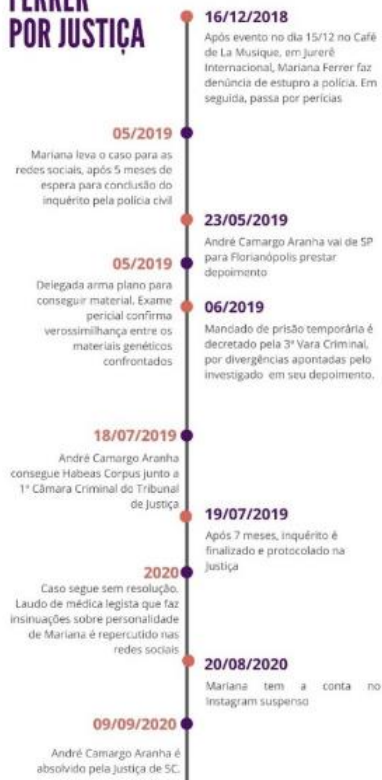 FERRER
POR JUSTIÇA
16/12/2018
Após evento no dia 15/12 no Café
de La Musique, em Jurerê
Internacional, Mariana Ferrer faz
denúncia de estupro a polícia. Em
seguida, passa por perícias
05/2019
Mariana leva o caso para as
redes sociais, após 5 meses de
espera para conclusão do
inquérito pela polícia civil
23/05/2019
André Camargo Aranha vai de SP
para Florianópolis prestar
depoimento
05/2019
Delegada arma plano para
conseguir material. Exame
pericial confirma
verossimilhança entre os
materiais genéticos
confrontados
06/2019
Mandado de prisão temporária é
decretado pela 3ª Vara Criminal,
por divergências apontadas pelo
investigado em seu depoimento.
18/07/2019
André Camargo Aranha
consegue Habeas Corpus junto a
1ª Câmara Criminal do Tribunal
de Justiça
19/07/2019
Após 7 meses, inquérito é
finalizado e protocolado na
Justiça
2020
Caso segue sem resolução.
Laudo de médica legista que faz
insinuações sobre personalidade
de Mariana é repercutido nas
redes sociais
20/08/2020
Mariana tem a conta no
Instagram suspenso
09/09/2020
André Camargo Aranha é
absolvido pela Justiça de SC.